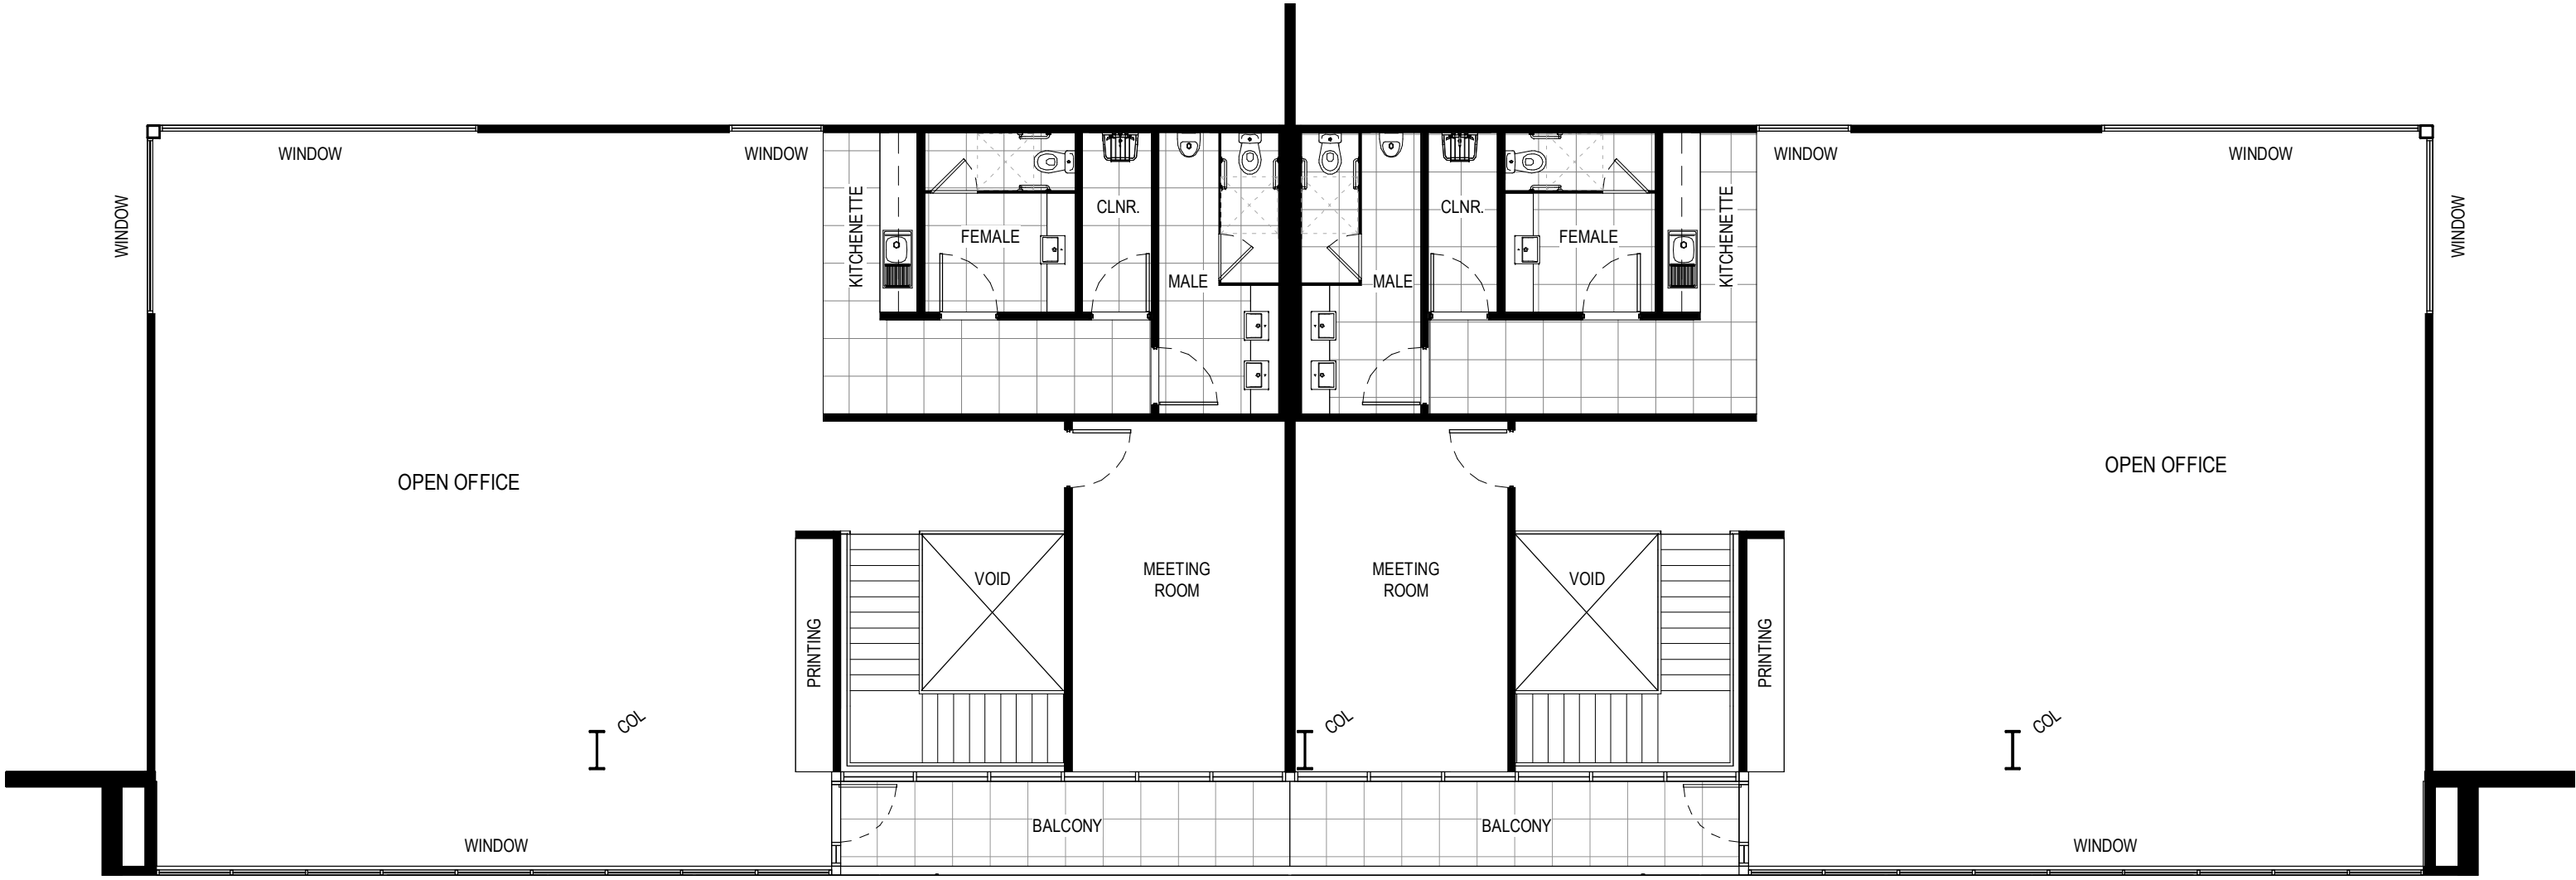 WINDOW
WINDOW
WINDOW
WINDOW
WINDOW
WINDOW
KITCHENETTE
CLNR.
CLNR.
KITCHENETTE
FEMALE
FEMALE
MALE
MALE
OPEN OFFICE
OPEN OFFICE
VOID
MEETING
ROOM
MEETING
ROOM
VOID
PRINTING
PRINTING
COL
COL
COL
BALCONY
BALCONY
WINDOW
WINDOW